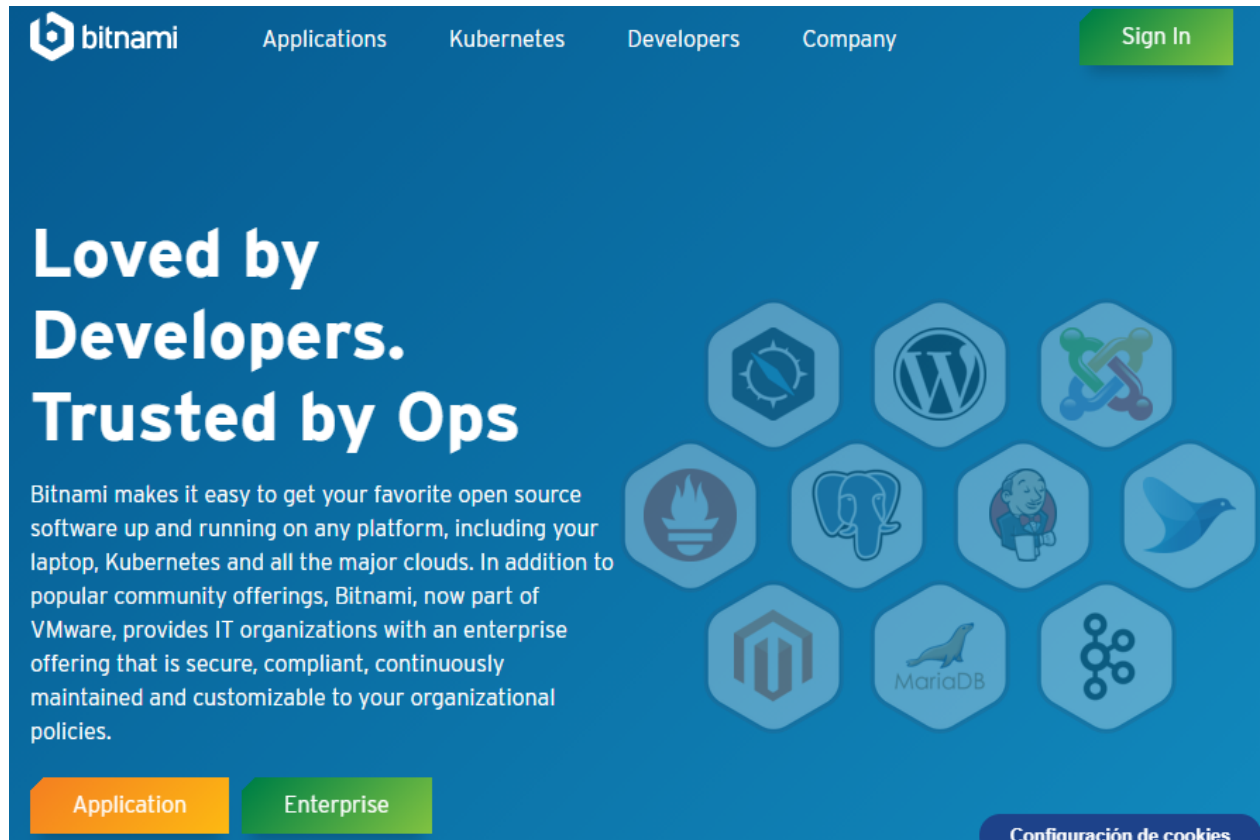 bitnami
Applications
Kubernetes
Developers
Company
Sign In
Loved by
Developers.
Trusted by Ops
Bitnami makes it easy to get your favorite open source
software up and running on any platform, including your
laptop, Kubernetes and all the major clouds. In addition to
popular community offerings, Bitnami, now part of
VMware, provides IT organizations with an enterprise
offering that is secure, compliant, continuously
maintained and customizable to your organizational
policies.
MariaDB
Application
Enterprise
Configuración de cookies